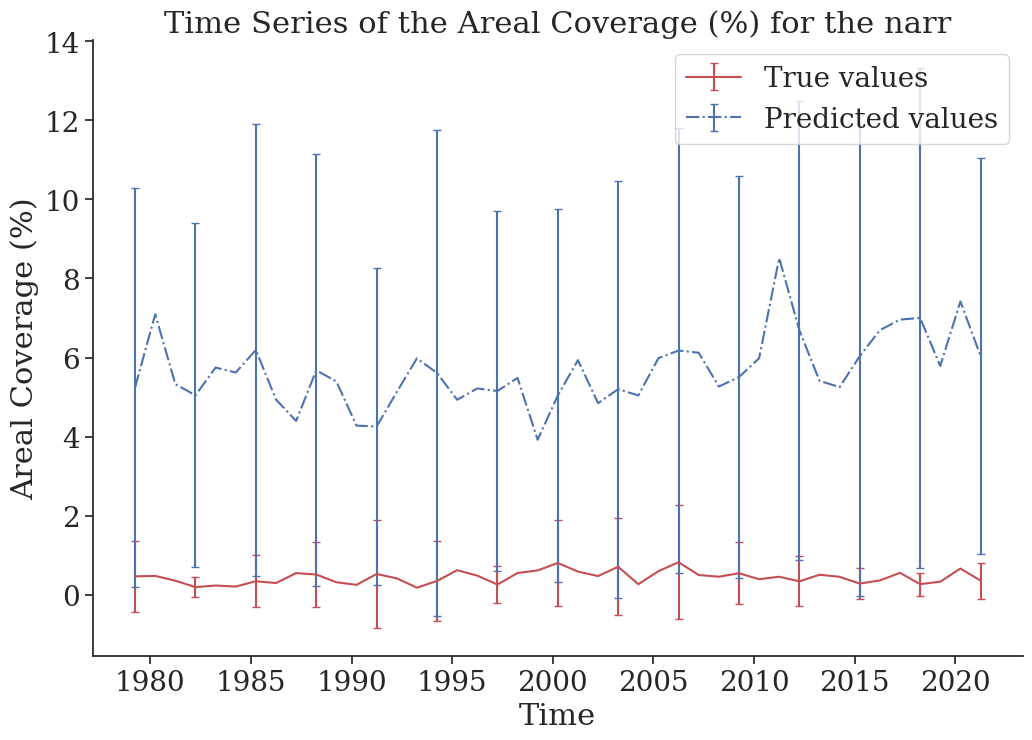 Time Series of the Areal Coverage (%) for the narr
True values
Predicted values
Areal Coverage (%)
14
12
10
8
6
4
2
0
1980 1985 1990 1995 2000 2005 2010 2015 2020
Time